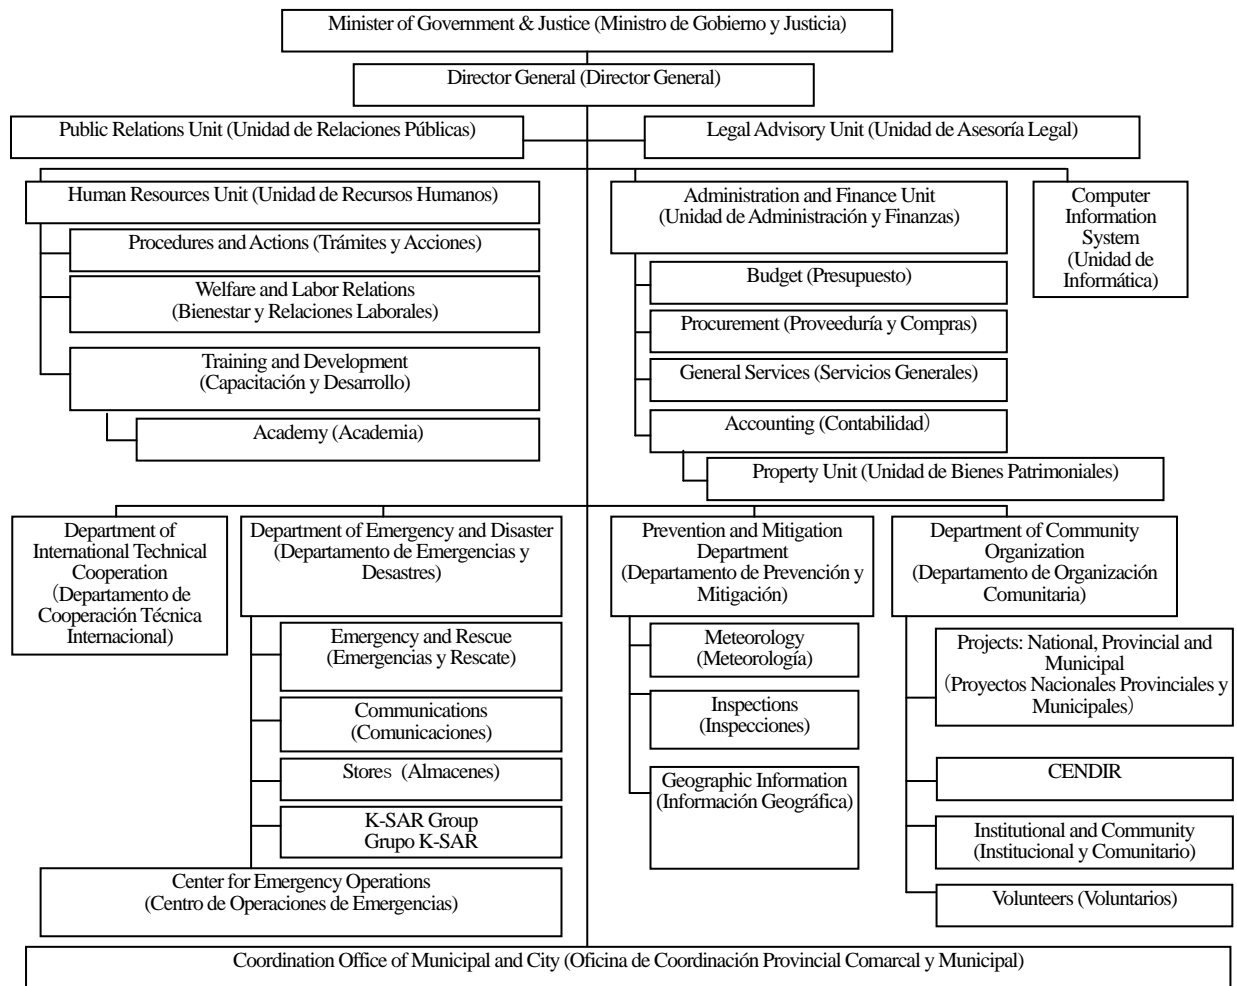 Minister of Government & Justice (Ministro de Gobierno y Justicia)
Director General (Director General)
Public Relations Unit (Unidad de Relaciones Públicas)
Legal Advisory Unit (Unidad de Asesoría Legal)
Human Resources Unit (Unidad de Recursos Humanos)
Procedures and Actions (Trámites y Acciones)
Welfare and Labor Relations
(Bienestar y Relaciones Laborales)
Training and Development
(Capacitación y Desarrollo)
Academy (Academia)
Administration and Finance Unit
(Unidad de Administración y Finanzas)
Budget (Presupuesto)
Procurement (Proveeduría y Compras)
General Services (Servicios Generales)
Accounting (Contabilidad)
Property Unit (Unidad de Bienes Patrimoniales)
Computer
Information
System
(Unidad de
Informática)
Department of
International Technical
Cooperation
(Departamento de
Cooperación Técnica
Internacional)
Department of Emergency and Disaster
(Departamento de Emergencias y
Desastres)
Emergency and Rescue
(Emergencias y Rescate)
Communications
(Comunicaciones)
Stores (Almacenes)
K-SAR Group
Grupo K-SAR
Center for Emergency Operations
(Centro de Operaciones de Emergencias)
Prevention and Mitigation
Department
(Departamento de Prevención y
Mitigación)
Meteorology
(Meteorología)
Inspections
(Inspecciones)
Geographic Information
(Información Geográfica)
Department of Community
Organization
(Departamento de Organización
Comunitaria)
Projects: National, Provincial and
Municipal
(Proyectos Nacionales Provinciales y
Municipales)
CENDIR
Institutional and Community
(Institucional y Comunitario)
Volunteers (Voluntarios)
Coordination Office of Municipal and City (Oficina de Coordinación Provincial Comarcal y Municipal)